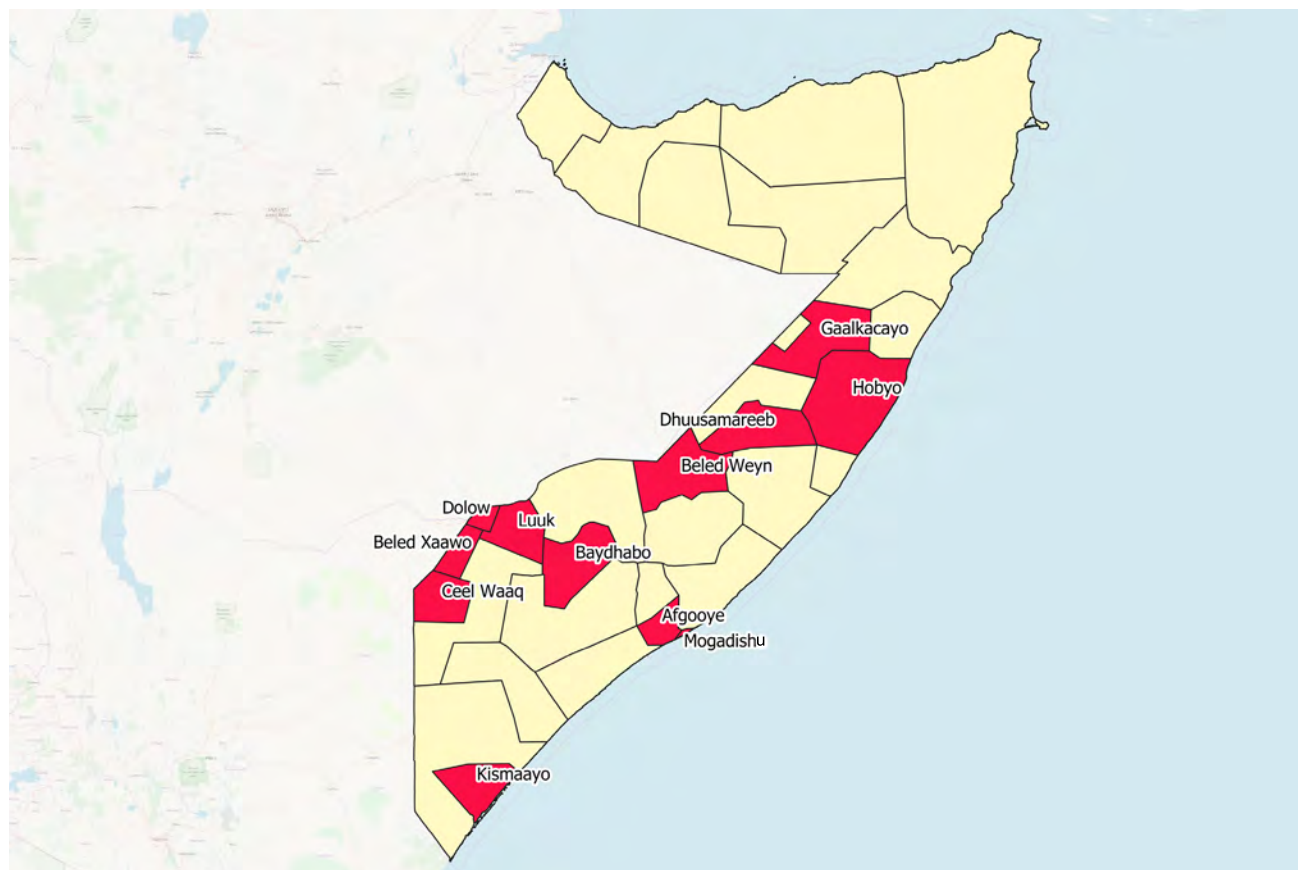 Gaalkacayo
Hobyo
Dhuusamareeb
Beled Weyn
Dolow
Luuk
Beled Xaawo
Baydhabo
Ceel Waaq
Afgooye
Mogadishu
Kismaayo